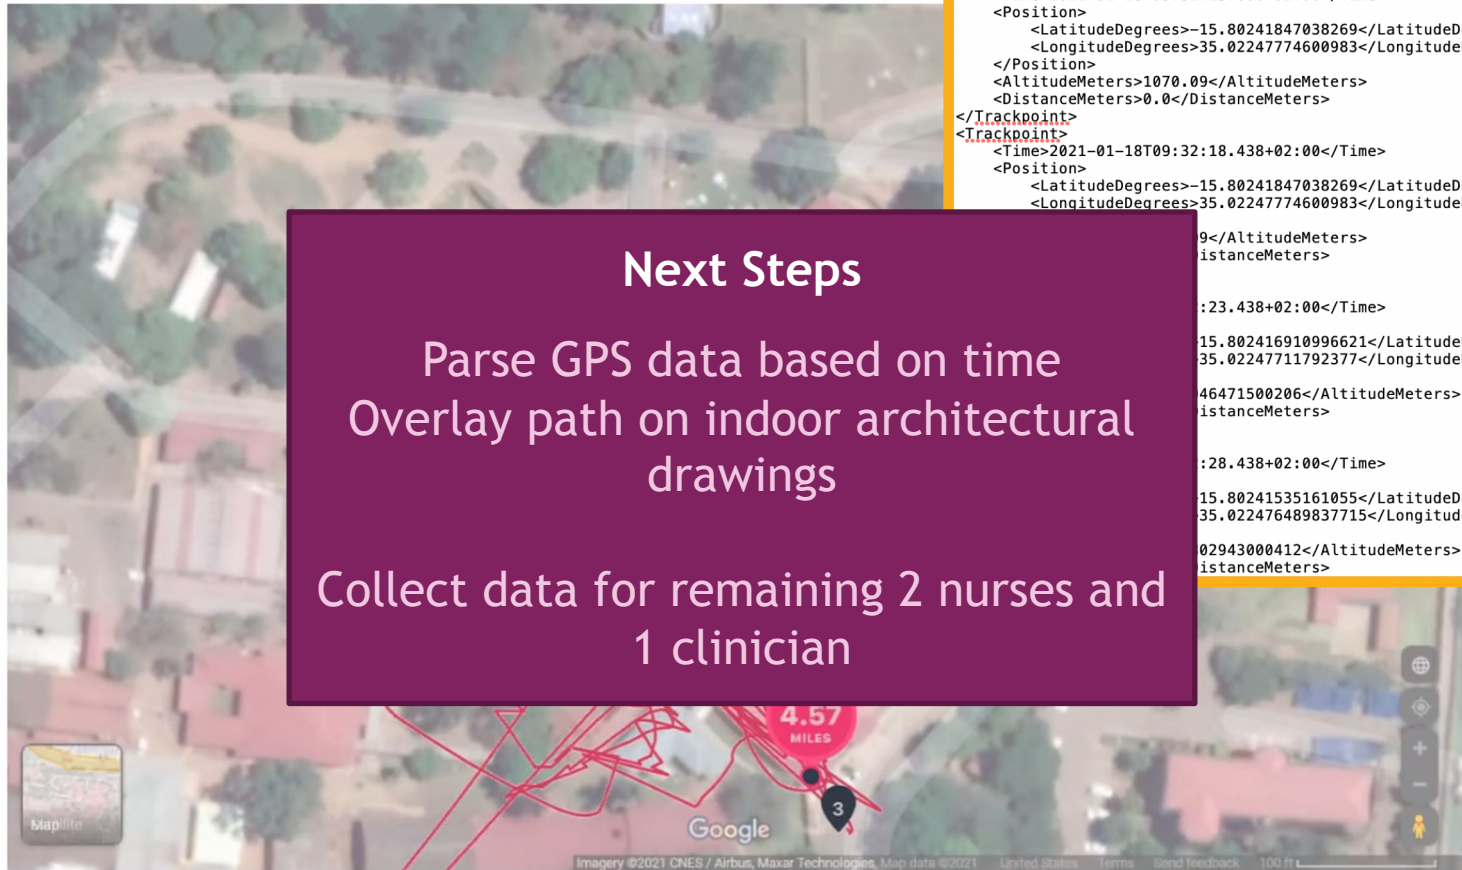 <Position>
<LatitudeDegrees>-15.80241847038269</LatitudeD
<LongitudeDegrees>35.02247774600983</Longitude
</Position>
<AltitudeMeters>1070.09</AltitudeMeters>
<DistanceMeters>0.0</DistanceMeters>
</Trackpoint>
<Trackpoint>
<Time>2021-01-18T09:32:18.438+02:00</Time>
<Position>
<LatitudeDegrees>-15.80241847038269</LatitudeD
<LongitudeDegrees>35.02247774600983</Longitude
9</AltitudeMeters>
istanceMeters>
:23.438+02:00</Time>
15.802416910996621</Latitude
35.02247711792377</Longitude
46471500206</AltitudeMeters>
istanceMeters>
:28.438+02:00</Time>
15.80241535161055</LatitudeD
35.022476489837715</Longitud
02943000412</AltitudeMeters>
istanceMeters>
Next Steps
Parse GPS data based on time
Overlay path on indoor architectural
drawings
Collect data for remaining 2 nurses and
1 clinician
4.57
MILES
3
Google
Imagery ©2021 CNES / Airbus, Maxar Technologies, Map data ©2021 United States Terms Send feedback 100 ft